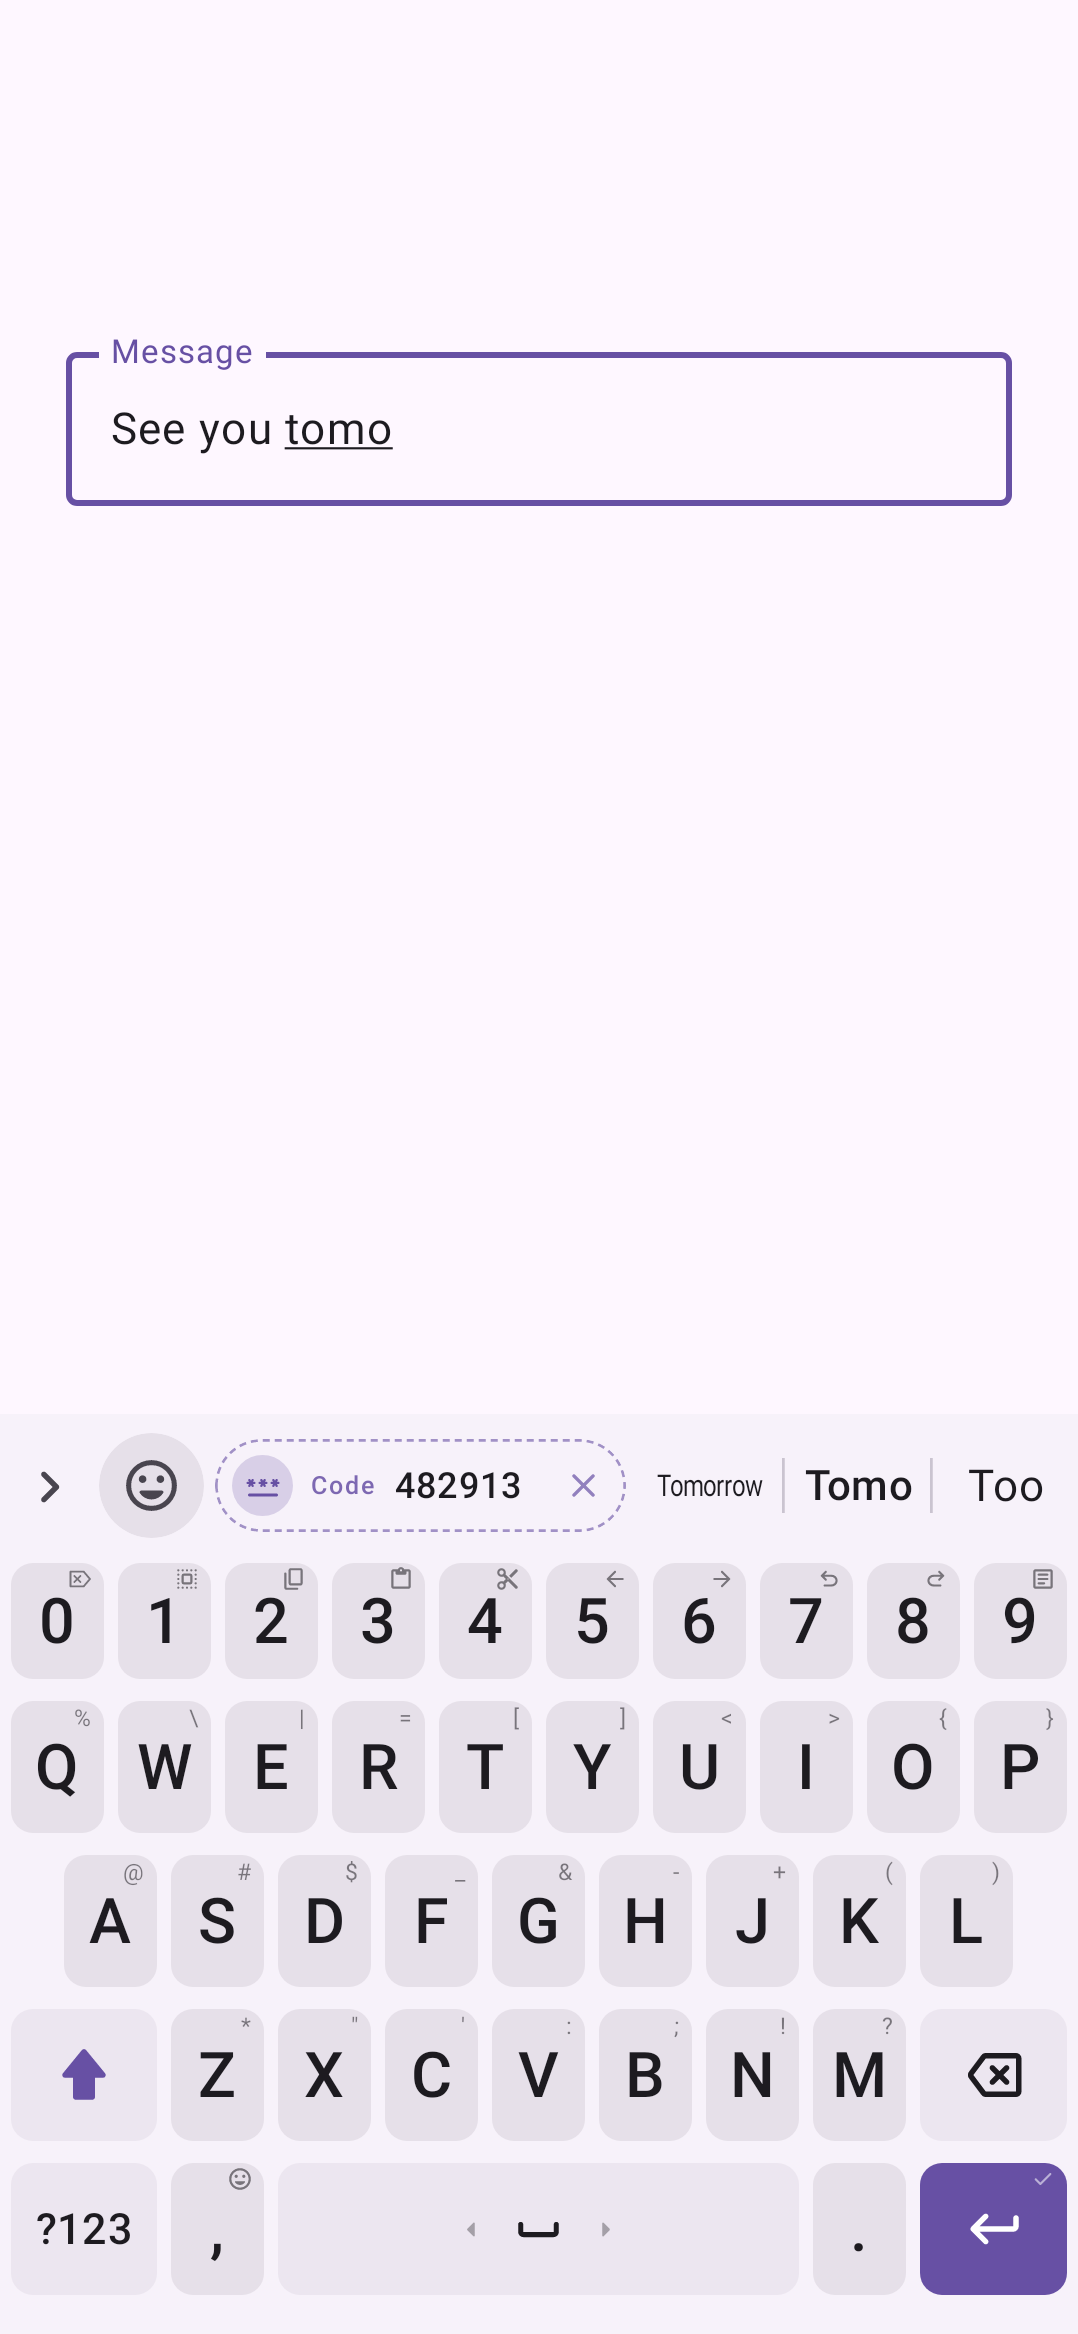 Message
See you tomo
*** Code 482913 Tomorrow Tomo Too
0 1 2 3 4 5 6 7 8 9
% \ | = [ ] < > { }
Q W E R T Y U I O P
@ # $ _ & - + ( )
A S D F G H J K L
* " ' : ; ! ?
Z X C V B N M
?123 , .